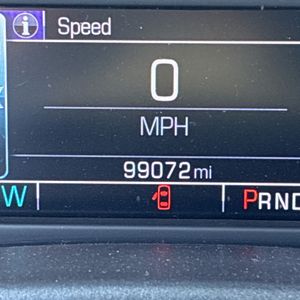 i Speed
0
MPH
99072 mi
W PRND